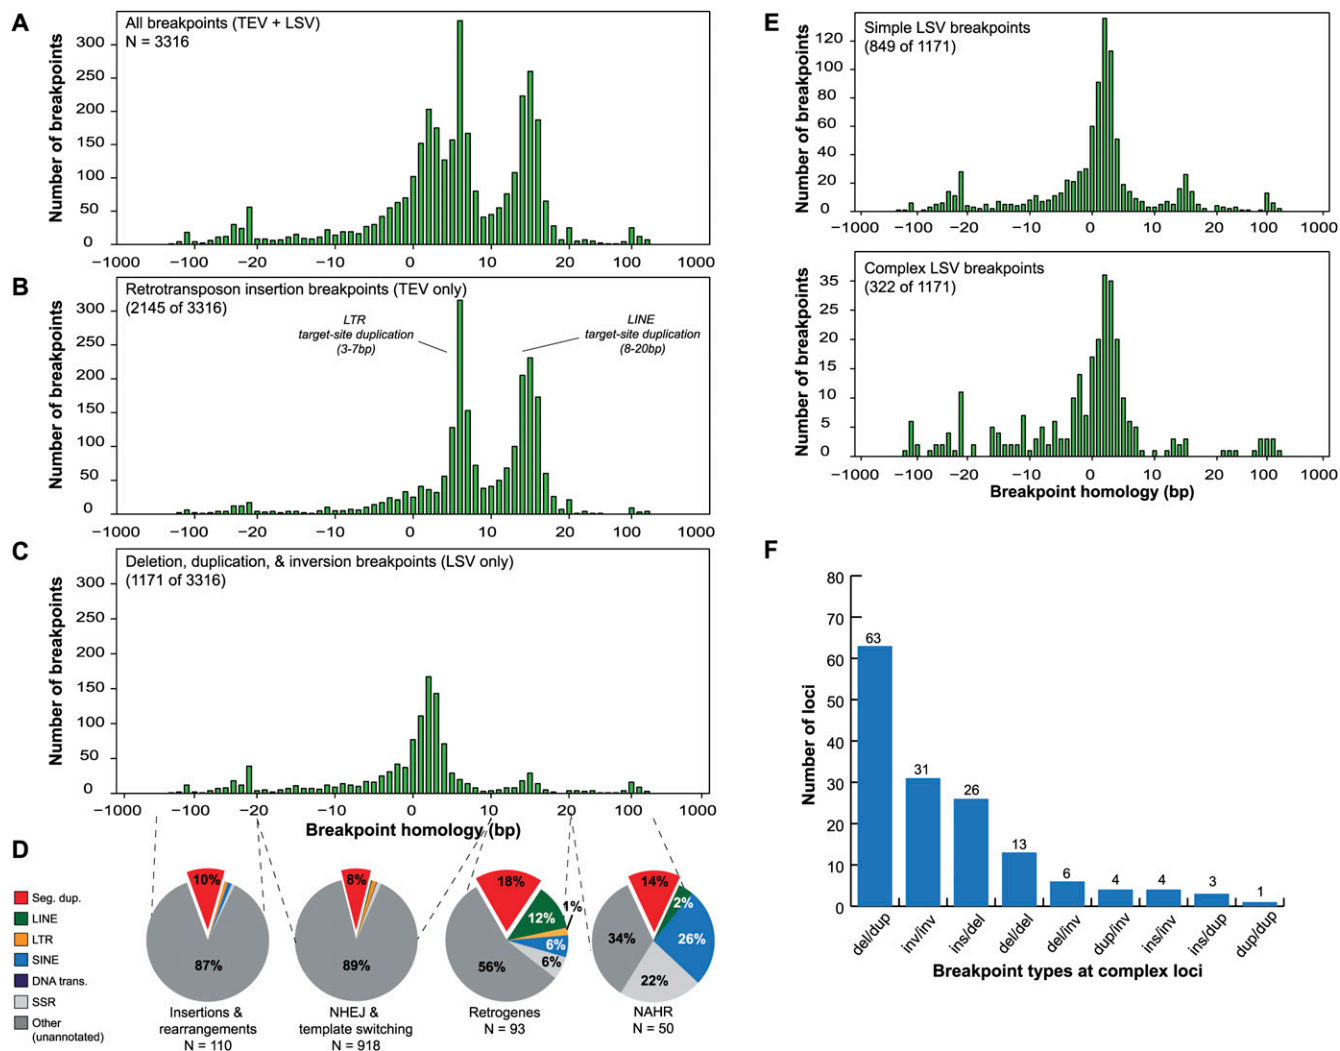 A
All breakpoints (TEV + LSV)
N = 3316
Number of breakpoints
300
250
200
150
100
50
0
−1000 −100 −20 0 10 20 100 1000
B
Retrotransposon insertion breakpoints (TEV only)
(2145 of 3316)
LTR
target-site duplication
(3-7bp)
LINE
target-site duplication
(8-20bp)
Number of breakpoints
300
250
200
150
100
50
0
−1000 −100 −20 −10 0 10 20 100 1000
C
Deletion, duplication, & inversion breakpoints (LSV only)
(1171 of 3316)
Number of breakpoints
300
250
200
150
100
50
0
−1000 −100 −20 −10 0 10 20 100 1000
Breakpoint homology (bp)
D
Seg. dup.
LINE
LTR
SINE
DNA trans.
SSR
Other
(unannotated)
10%
87%
Insertions &
rearrangements
N = 110
8%
89%
NHEJ &
template switching
N = 918
18%
12%
1%
6%
6%
56%
Retrogenes
N = 93
14%
2%
26%
22%
34%
NAHR
N = 50
E
Simple LSV breakpoints
(849 of 1171)
Number of breakpoints
120
100
80
60
40
20
0
−1000 −100 −20 −10 0 10 20 100 1000
Complex LSV breakpoints
(322 of 1171)
Number of breakpoints
35
30
25
20
15
10
5
0
−1000 −100 −20 −10 0 10 20 100 1000
Breakpoint homology (bp)
F
Number of loci
80
70
60
50
40
30
20
10
0
63
31
26
13
6
4
4
3
1
del/dup
inv/inv
ins/del
del/del
del/inv
dup/inv
ins/inv
ins/dup
dup/dup
Breakpoint types at complex loci